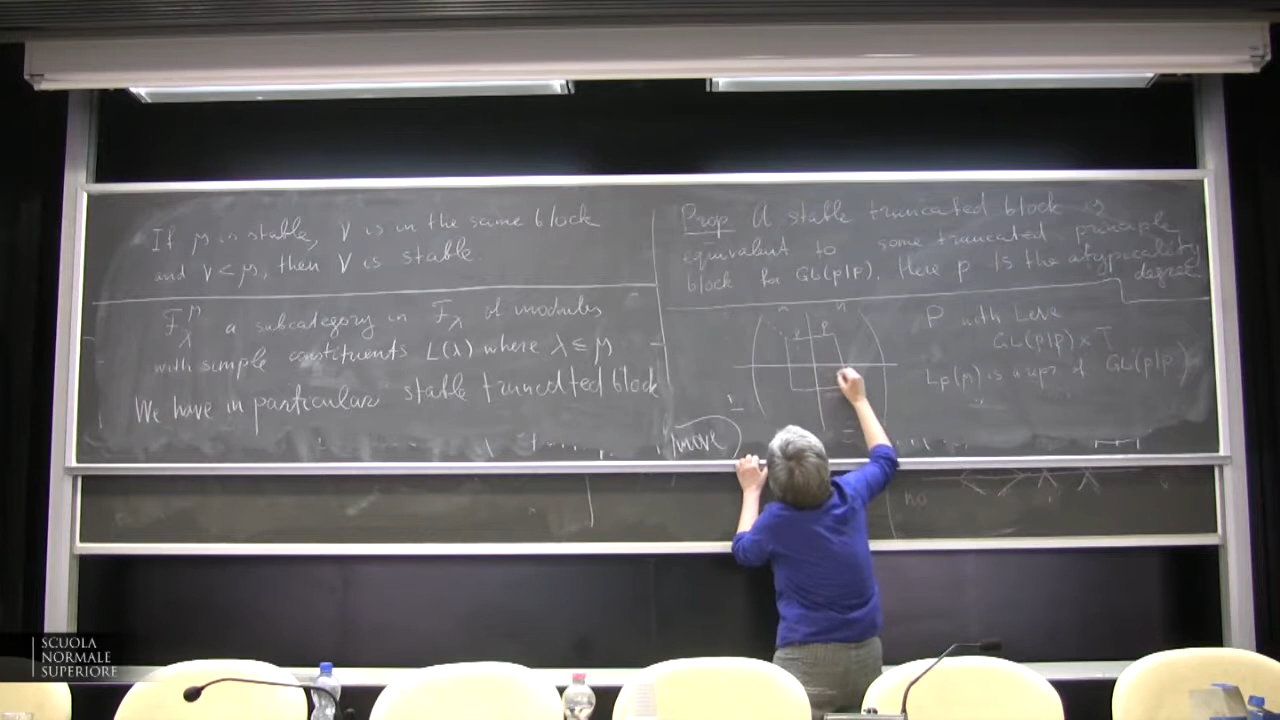 If μ is stable, ν is in the same block
and ν < μ, then ν is stable.
F_λ^μ a subcategory in F_λ of modules
with simple constituents L(λ) where λ ≤ μ
We have in particular stable truncated block
Prop A stable truncated block is
equivalent to some truncated principle
block for GL(p|p). Here p is the atypicality
degree.
m n
P P
P with Levi
GL(p|p) × T
L_p(μ) is a repr. of GL(p|p)
move
no
SCUOLA
NORMALE
SUPERIORE